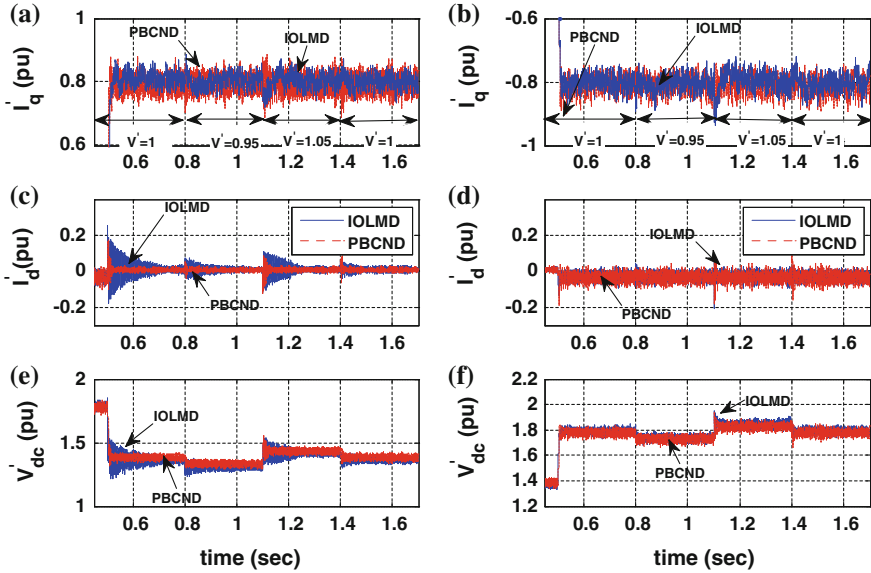 (a)
I'q (pu)
1
0.8
0.6
PBCND
IOLMD
V'=1
V'=0.95
V'=1.05
V'=1
0.6
0.8
1
1.2
1.4
1.6
(b)
I'q (pu)
-0.6
-0.8
-1
PBCND
IOLMD
V'=1
V'=0.95
V'=1.05
V'=1
0.6
0.8
1
1.2
1.4
1.6
(c)
I'd(pu)
0.2
0
-0.2
IOLMD
PBCND
IOLMD
PBCND
0.6
0.8
1
1.2
1.4
1.6
(d)
I'd (pu)
0.2
0
-0.2
IOLMD
PBCND
IOLMD
PBCND
0.6
0.8
1
1.2
1.4
1.6
(e)
V'dc (pu)
2
1.5
1
IOLMD
PBCND
0.6
0.8
1
1.2
1.4
1.6
time (sec)
(f)
V'dc (pu)
2.2
2
1.8
1.6
1.4
1.2
IOLMD
PBCND
0.6
0.8
1
1.2
1.4
1.6
time (sec)